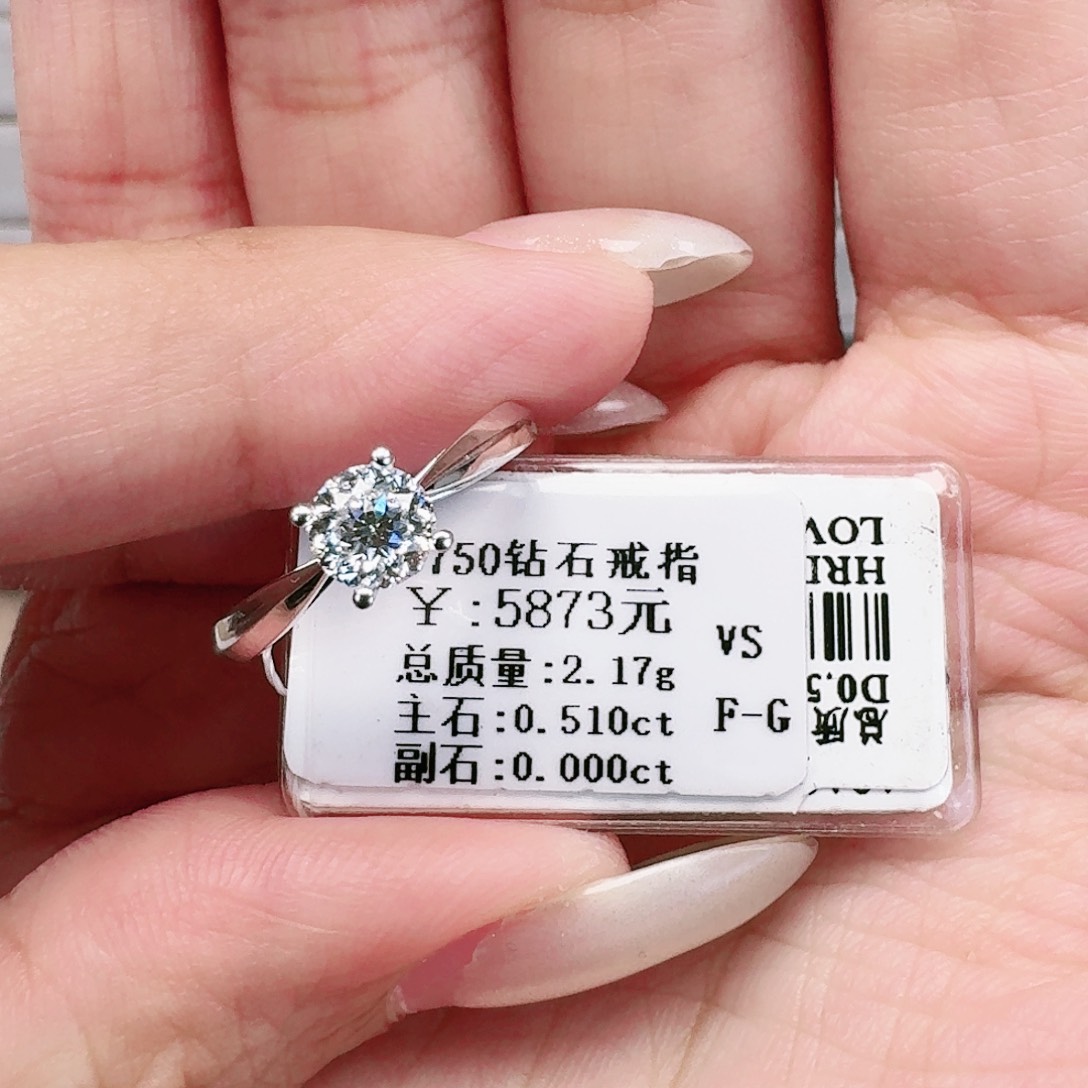 750钻石戒指
￥:5873元
总质量:2.17g
主石:0.510ct
副石:0.000ct
VS
F-G
LOV
HRD
D0.5
总质